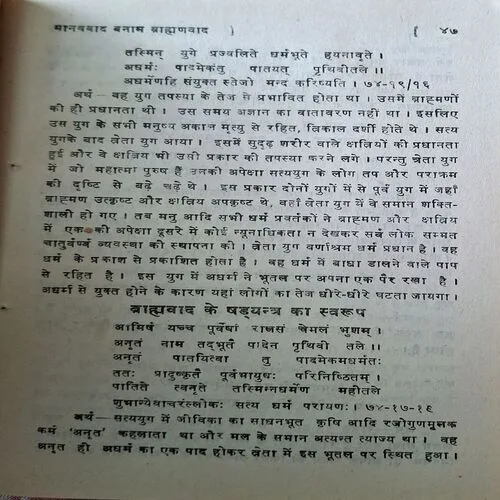 मानववाद बनाम ब्राह्मणवाद ) [ ४७
तस्मिन् युगे प्रज्वलिते धर्मभूते ह्यनावृते ।
अधर्मः पादमेकंतु पातयत् पृथिवीतले ।।
अधर्मेणहि संयुक्त स्तेजो मन्द करिष्यति । ७४-१५/१६
अर्थ – वह युग तपस्या के तेज से प्रभावित होता था । उसमें ब्राह्मणों
की ही प्रधानता थी । उस समय अज्ञान का वातावरण नहीं था । इसलिए
उस युग के सभी मनुष्य अकाल मृत्यु से रहित, त्रिकाल दर्शी होते थे । सत्य
युगके बाद त्रेता युग आया । इसमें सुदृढ़ शरीर वाले क्षत्रियों की प्रधानता
हुई और वे क्षत्रिय भी उसी प्रकार की तपस्या करने लगे । परन्तु त्रेता युग
में जो महात्मा पुरुष हैं उनकी अपेक्षा सत्ययुग के लोग तप और पराक्रम
की दृष्टि से बढ़े चढ़े थे । इस प्रकार दोनों युगों में से पूर्व युग में जहाँ
ब्राह्मण उत्कृष्ट और क्षत्रिय अपकृष्ट थे, वहाँ त्रेता युग में वे समान शक्ति-
शाली हो गए । तब मनु आदि सभी धर्म प्रवर्तकों ने ब्राह्मण और क्षत्रिय
में एक की अपेक्षा दूसरे में कोई न्यूनाधिकता न देखकर सर्व लोक सम्मत
चातुर्वर्ण्य व्यवस्था की स्थापना की । त्रेता युग वर्णाश्रम धर्म प्रधान है । वह
धर्म के प्रकाश से प्रकाशित होता है । वह धर्म में बाधा डालने वाले पाप
से रहित है । इस युग में अधर्म ने भूतल पर अपना एक पैर रखा है ।
अधर्म से युक्त होने के कारण यहां लोगों का तेज धीरे-धीरे घटता जायगा ।
ब्राह्मवाद के षड्यन्त्र का स्वरूप
आमिषं यच्च पूर्वेषां राजसं त्वेमलं भृशम् ।
अनृतं नाम तद्भूतं पादेन पृथिवी तले ।।
अनृतं पातयित्वा तु पादमेकमधर्मतः
ततः प्रादुष्कृतं पूर्वमायुषः परिनिष्ठितम् ।
पातिते त्वनृते तस्मिन्नधर्मेण महीतले
शुभान्येवाचरंल्लोकः सत्य धर्म परायणः । ७४-१७-१९
अर्थ–सत्ययुग में जीविका का साधनभूत कृषि आदि रजोगुणमूलक
कर्म 'अनृत' कहलाता था और मल के समान अत्यन्त त्याज्य था । वह
अनृत ही अधर्म का एक पाद होकर त्रेता में इस भूतल पर स्थित हुआ ।